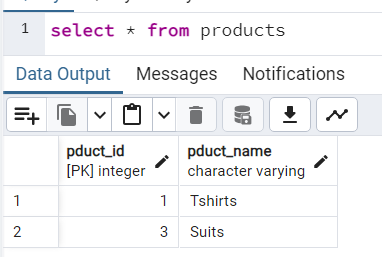 1 select * from products
Data Output Messages Notifications
pduct_id pduct_name
[PK] integer character varying
1 1 Tshirts
2 3 Suits